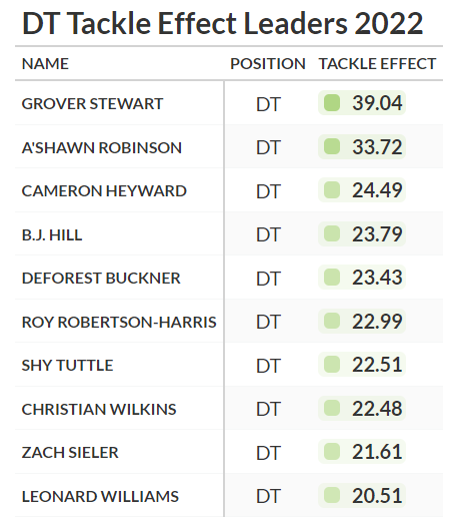 DT Tackle Effect Leaders 2022
NAME POSITION TACKLE EFFECT
GROVER STEWART DT 39.04
A'SHAWN ROBINSON DT 33.72
CAMERON HEYWARD DT 24.49
B.J. HILL DT 23.79
DEFOREST BUCKNER DT 23.43
ROY ROBERTSON-HARRIS DT 22.99
SHY TUTTLE DT 22.51
CHRISTIAN WILKINS DT 22.48
ZACH SIELER DT 21.61
LEONARD WILLIAMS DT 20.51